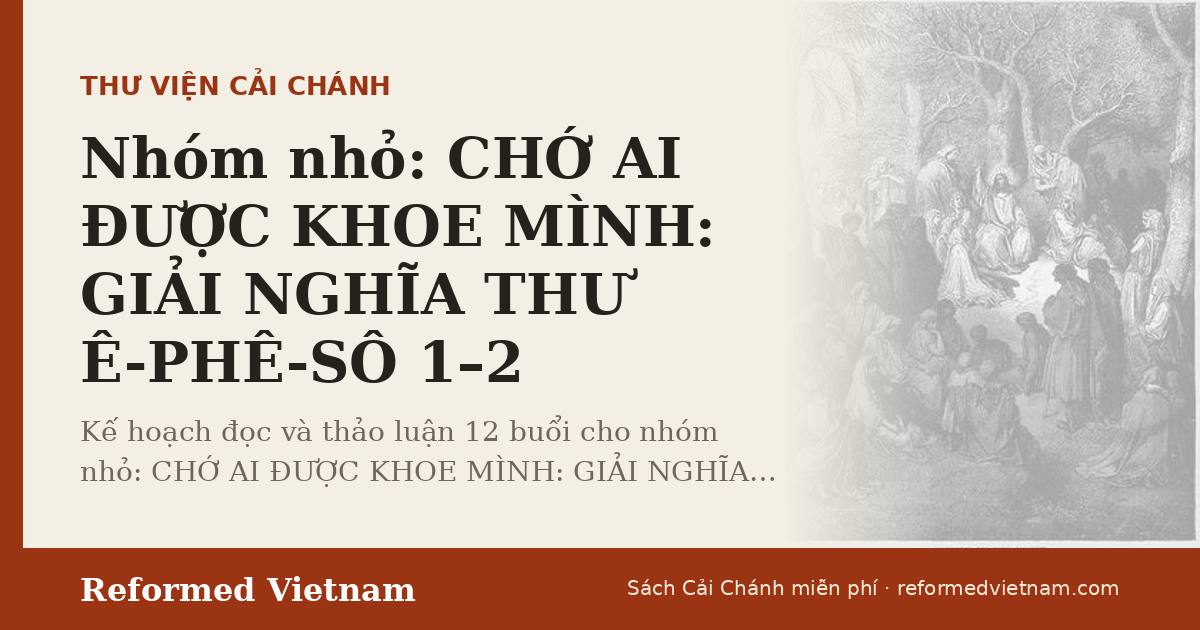 THƯ VIỆN CẢI CHÁNH
Nhóm nhỏ: CHỚ AI
ĐƯỢC KHOE MÌNH:
GIẢI NGHĨA THƯ
Ê-PHÊ-SÔ 1–2
Kế hoạch đọc và thảo luận 12 buổi cho nhóm
nhỏ: CHỚ AI ĐƯỢC KHOE MÌNH: GIẢI NGHĨA…
Reformed Vietnam
Sách Cải Chánh miễn phí · reformedvietnam.com